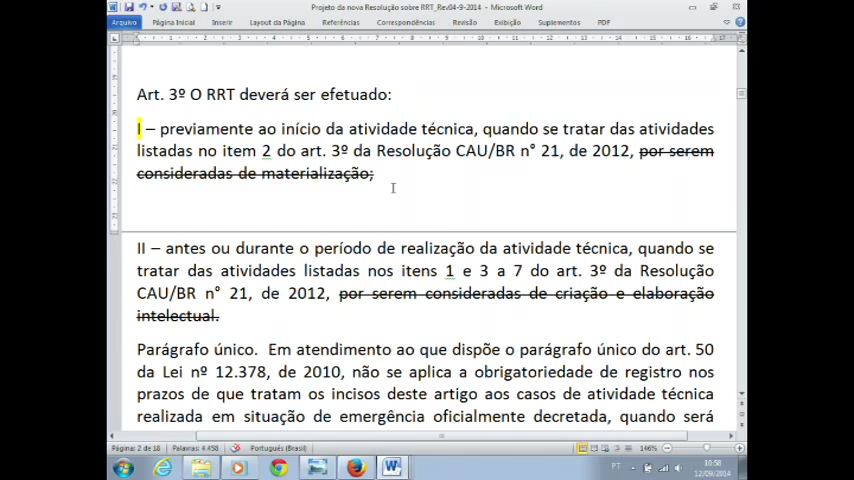 Projeto da nova Resolução sobre RRT_Rev04-9-2014 - Microsoft Word
Arquivo Página Inicial Inserir Layout da Página Referências Correspondências Revisão Exibição Suplementos PDF
Art. 3º O RRT deverá ser efetuado:
I – previamente ao início da atividade técnica, quando se tratar das atividades
listadas no item 2 do art. 3º da Resolução CAU/BR n° 21, de 2012, por serem
consideradas de materialização;
II – antes ou durante o período de realização da atividade técnica, quando se
tratar das atividades listadas nos itens 1 e 3 a 7 do art. 3º da Resolução
CAU/BR n° 21, de 2012, por serem consideradas de criação e elaboração
intelectual.
Parágrafo único. Em atendimento ao que dispõe o parágrafo único do art. 50
da Lei nº 12.378, de 2010, não se aplica a obrigatoriedade de registro nos
prazos de que tratam os incisos deste artigo aos casos de atividade técnica
realizada em situação de emergência oficialmente decretada, quando será
Página: 2 de 18 Palavras: 4.458 Português (Brasil) 146%
PT 10:58
12/09/2014